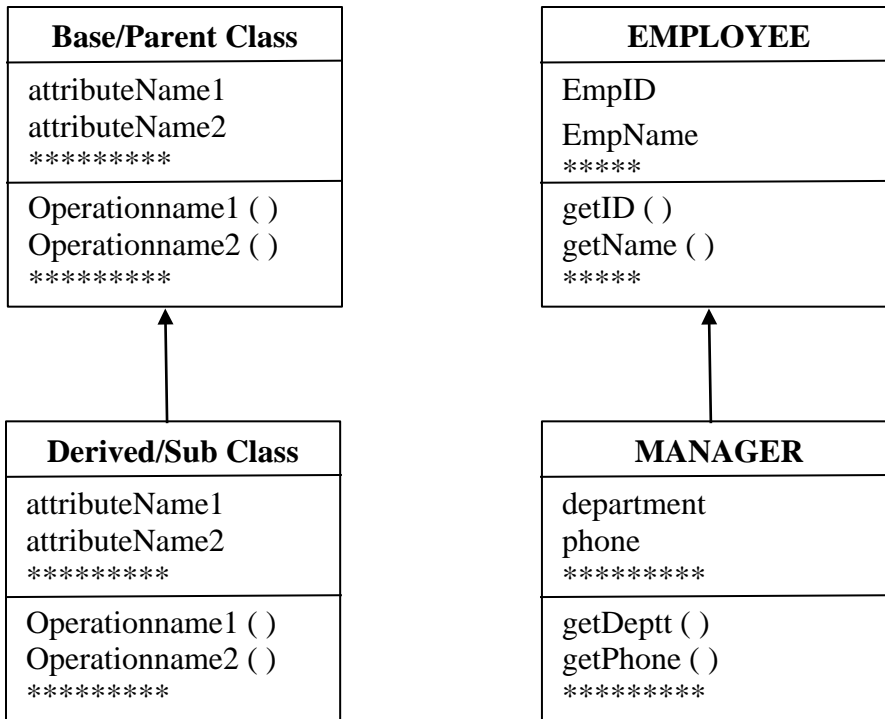 Base/Parent Class
attributeName1
attributeName2
*********
Operationname1 ( )
Operationname2 ( )
*********
EMPLOYEE
EmpID
EmpName
*****
getID ( )
getName ( )
*****
Derived/Sub Class
attributeName1
attributeName2
*********
Operationname1 ( )
Operationname2 ( )
*********
MANAGER
department
phone
*********
getDeptt ( )
getPhone ( )
*********